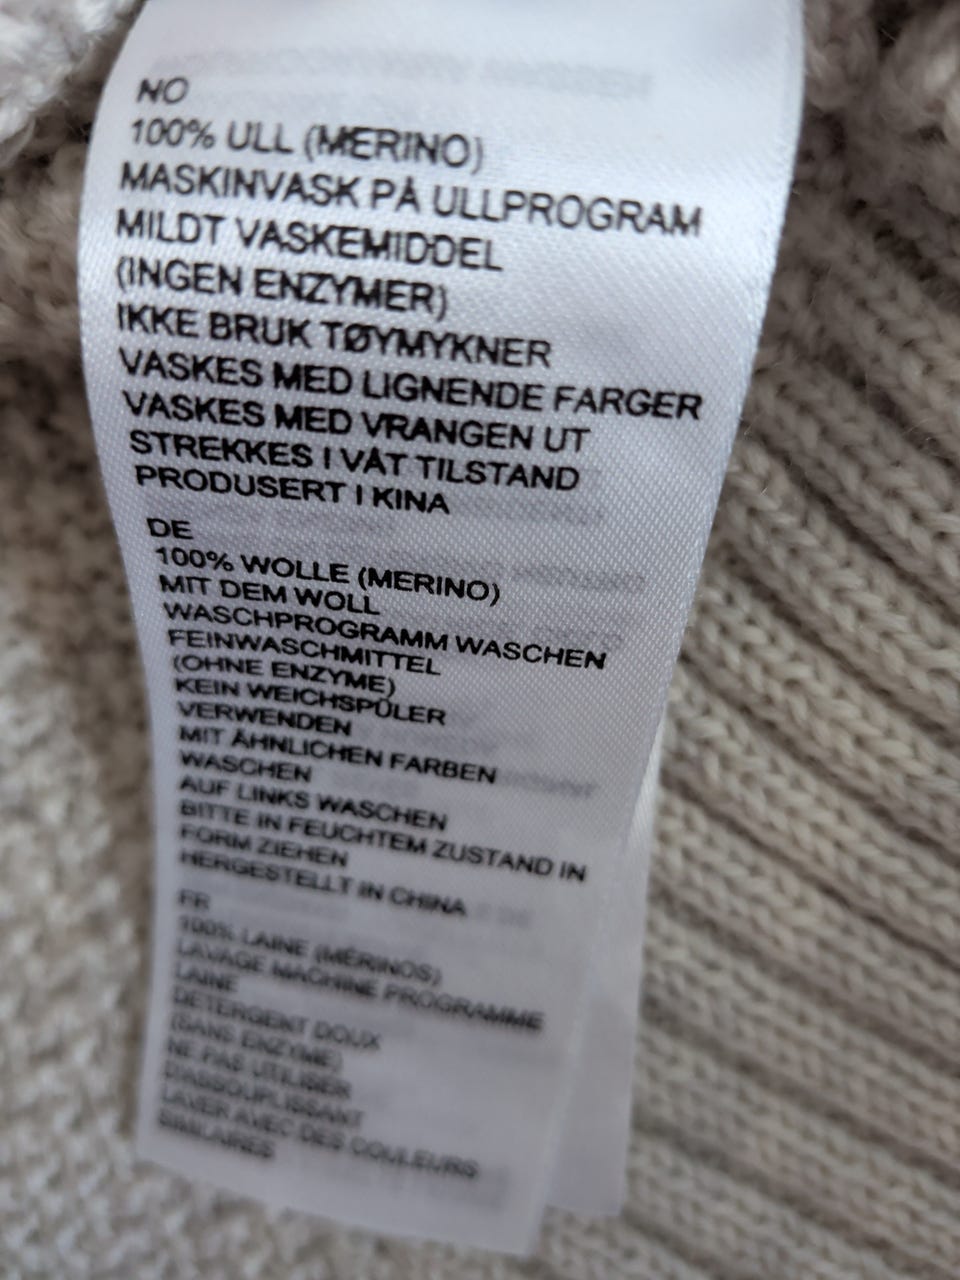 NO
100% ULL (MERINO)
MASKINVASK PÅ ULLPROGRAM
MILDT VASKEMIDDEL
(INGEN ENZYMER)
IKKE BRUK TØYMYKNER
VASKES MED LIGNENDE FARGER
VASKES MED VRANGEN UT
STREKKES I VÅT TILSTAND
PRODUSERT I KINA
DE
100% WOLLE (MERINO)
MIT DEM WOLL
WASCHPROGRAMM WASCHEN
FEINWASCHMITTEL
(OHNE ENZYME)
KEIN WEICHSPÜLER
VERWENDEN
MIT ÄHNLICHEN FARBEN
WASCHEN
AUF LINKS WASCHEN
BITTE IN FEUCHTEM ZUSTAND IN
FORM ZIEHEN
HERGESTELLT IN CHINA
FR
100% LAINE (MÉRINOS)
LAVAGE MACHINE PROGRAMME
LAINE
DETERGENT DOUX
(SANS ENZYME)
NE PAS UTILISER
D'ASSOUPLISSANT
LAVER AVEC DES COULEURS
SIMILAIRES